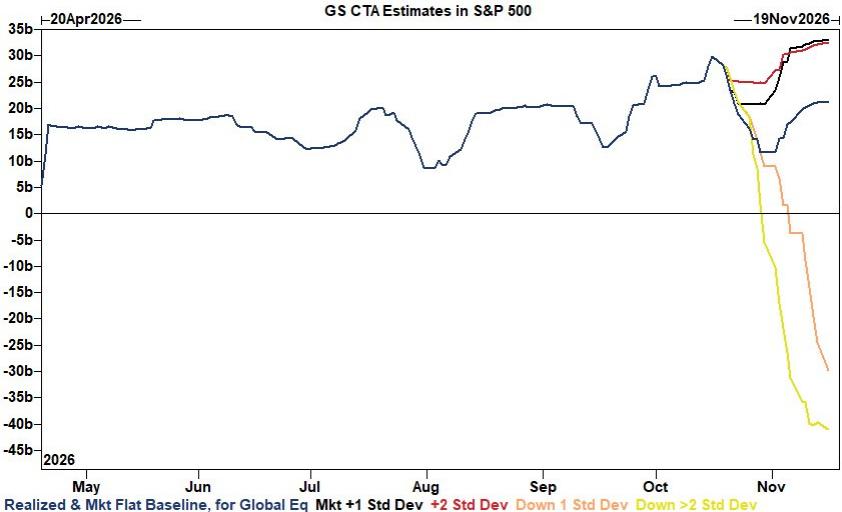 GS CTA Estimates in S&P 500
20Apr2026
19Nov2026
35b
30b
25b
20b
15b
10b
5b
0
-5b
-10b
-15b
-20b
-25b
-30b
-35b
-40b
-45b
2026
May Jun Jul Aug Sep Oct Nov
Realized & Mkt Flat Baseline, for Global Eq Mkt +1 Std Dev +2 Std Dev Down 1 Std Dev Down >2 Std Dev